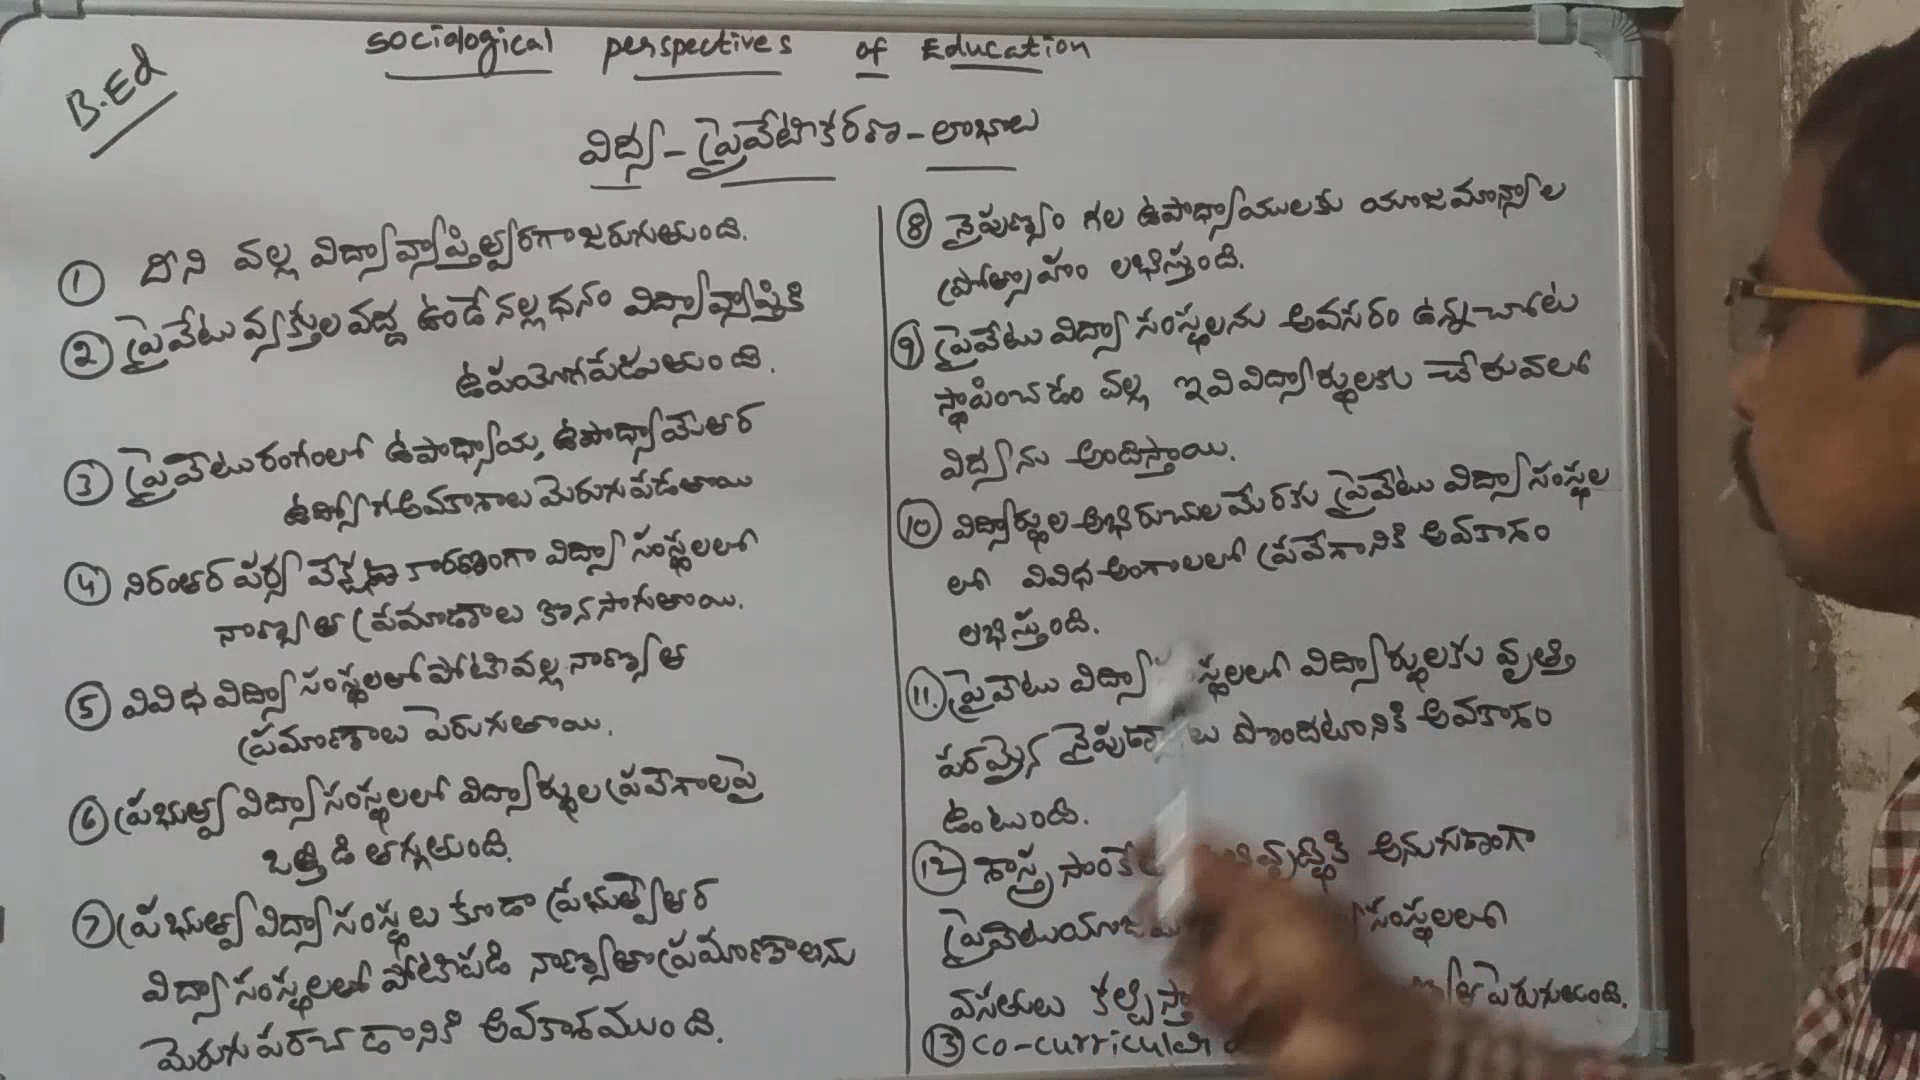 B.Ed
sociological perspectives of Education
విద్య - ప్రైవేటీకరణ - లాభాలు
① దీని వల్ల విద్యావ్యాప్తి త్వరగా జరుగుతుంది.
② ప్రైవేటు వ్యక్తుల వద్ద ఉండే నల్ల ధనం విద్యావ్యాప్తికి
ఉపయోగపడుతుంది.
③ ప్రైవేటు రంగంలో ఉపాధ్యాయ, ఉపాధ్యాయేతర
ఉద్యోగ అవకాశాలు మెరుగుపడతాయి
④ నిరంతర పర్యవేక్షణ కారణంగా విద్యా సంస్థలలో
నాణ్యత ప్రమాణాలు కొనసాగుతాయి.
⑤ వివిధ విద్యా సంస్థలలో పోటీ వల్ల నాణ్యత
ప్రమాణాలు పెరుగుతాయి.
⑥ ప్రభుత్వ విద్యా సంస్థలలో విద్యార్థుల ప్రవేశాలపై
ఒత్తిడి తగ్గుతుంది.
⑦ ప్రభుత్వ విద్యా సంస్థలు కూడా ప్రభుత్వేతర
విద్యా సంస్థలలో పోటీపడి నాణ్యతా ప్రమాణాలను
మెరుగు పరచడానికి అవకాశముంది.
⑧ నైపుణ్యం గల ఉపాధ్యాయులకు యాజమాన్యాల
ప్రోత్సాహం లభిస్తుంది.
⑨ ప్రైవేటు విద్యా సంస్థలను అవసరం ఉన్నచోట
స్థాపించడం వల్ల ఇవి విద్యార్థులకు చేరువలో
విద్యను అందిస్తాయి.
⑩ విద్యార్థుల అభిరుచుల మేరకు ప్రైవేటు విద్యా సంస్థల
లో వివిధ అంశాలలో ప్రవేశానికి అవకాశం
లభిస్తుంది.
⑪ ప్రైవేటు విద్యా స్థలలో విద్యార్థులకు వృత్తి
పరమైన అవకాశం
ఉంటుంది.
⑫ శాస్త్ర అనుగుణంగా
సంస్థలలో
వసతులు పెరుగుతుంది.
⑬ co-curricular